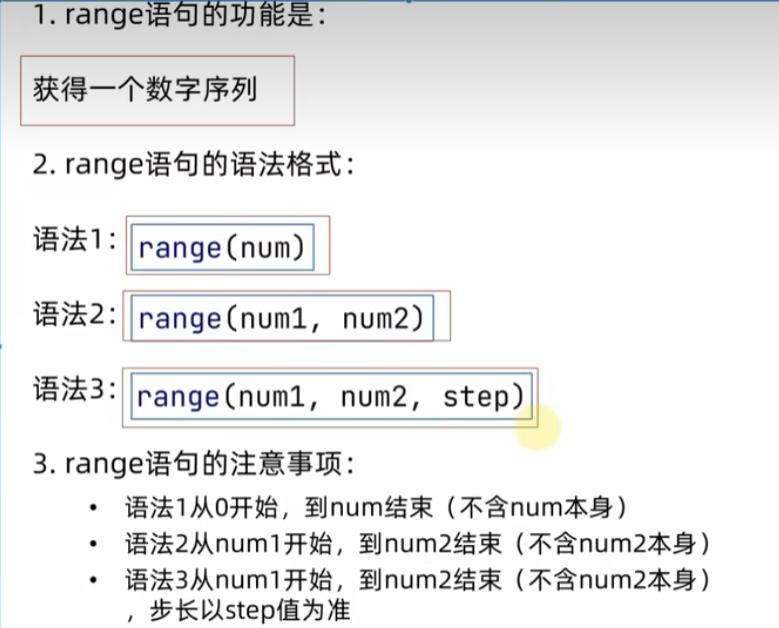 1. range语句的功能是：
获得一个数字序列
2. range语句的语法格式：
语法1： range(num)
语法2： range(num1, num2)
语法3： range(num1, num2, step)
3. range语句的注意事项：
• 语法1从0开始，到num结束（不含num本身）
• 语法2从num1开始，到num2结束（不含num2本身）
• 语法3从num1开始，到num2结束（不含num2本身）
，步长以step值为准